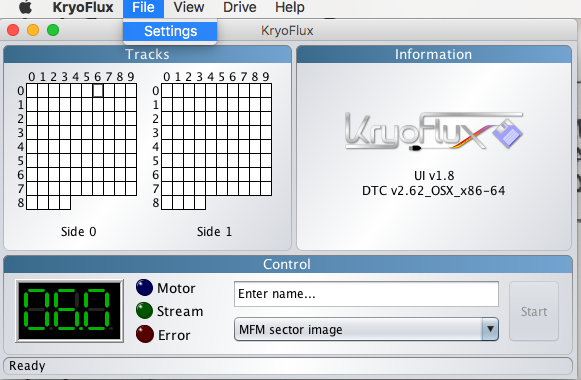 KryoFlux File View Drive Help
Settings
KryoFlux
Tracks
0 1 2 3 4 5 6 7 8 9
0
1
2
3
4
5
6
7
8
Side 0
0 1 2 3 4 5 6 7 8 9
0
1
2
3
4
5
6
7
8
Side 1
Information
KryoFlux
UI v1.8
DTC v2.62_OSX_x86-64
Control
06.0
Motor
Stream
Error
Enter name...
MFM sector image
Start
Ready